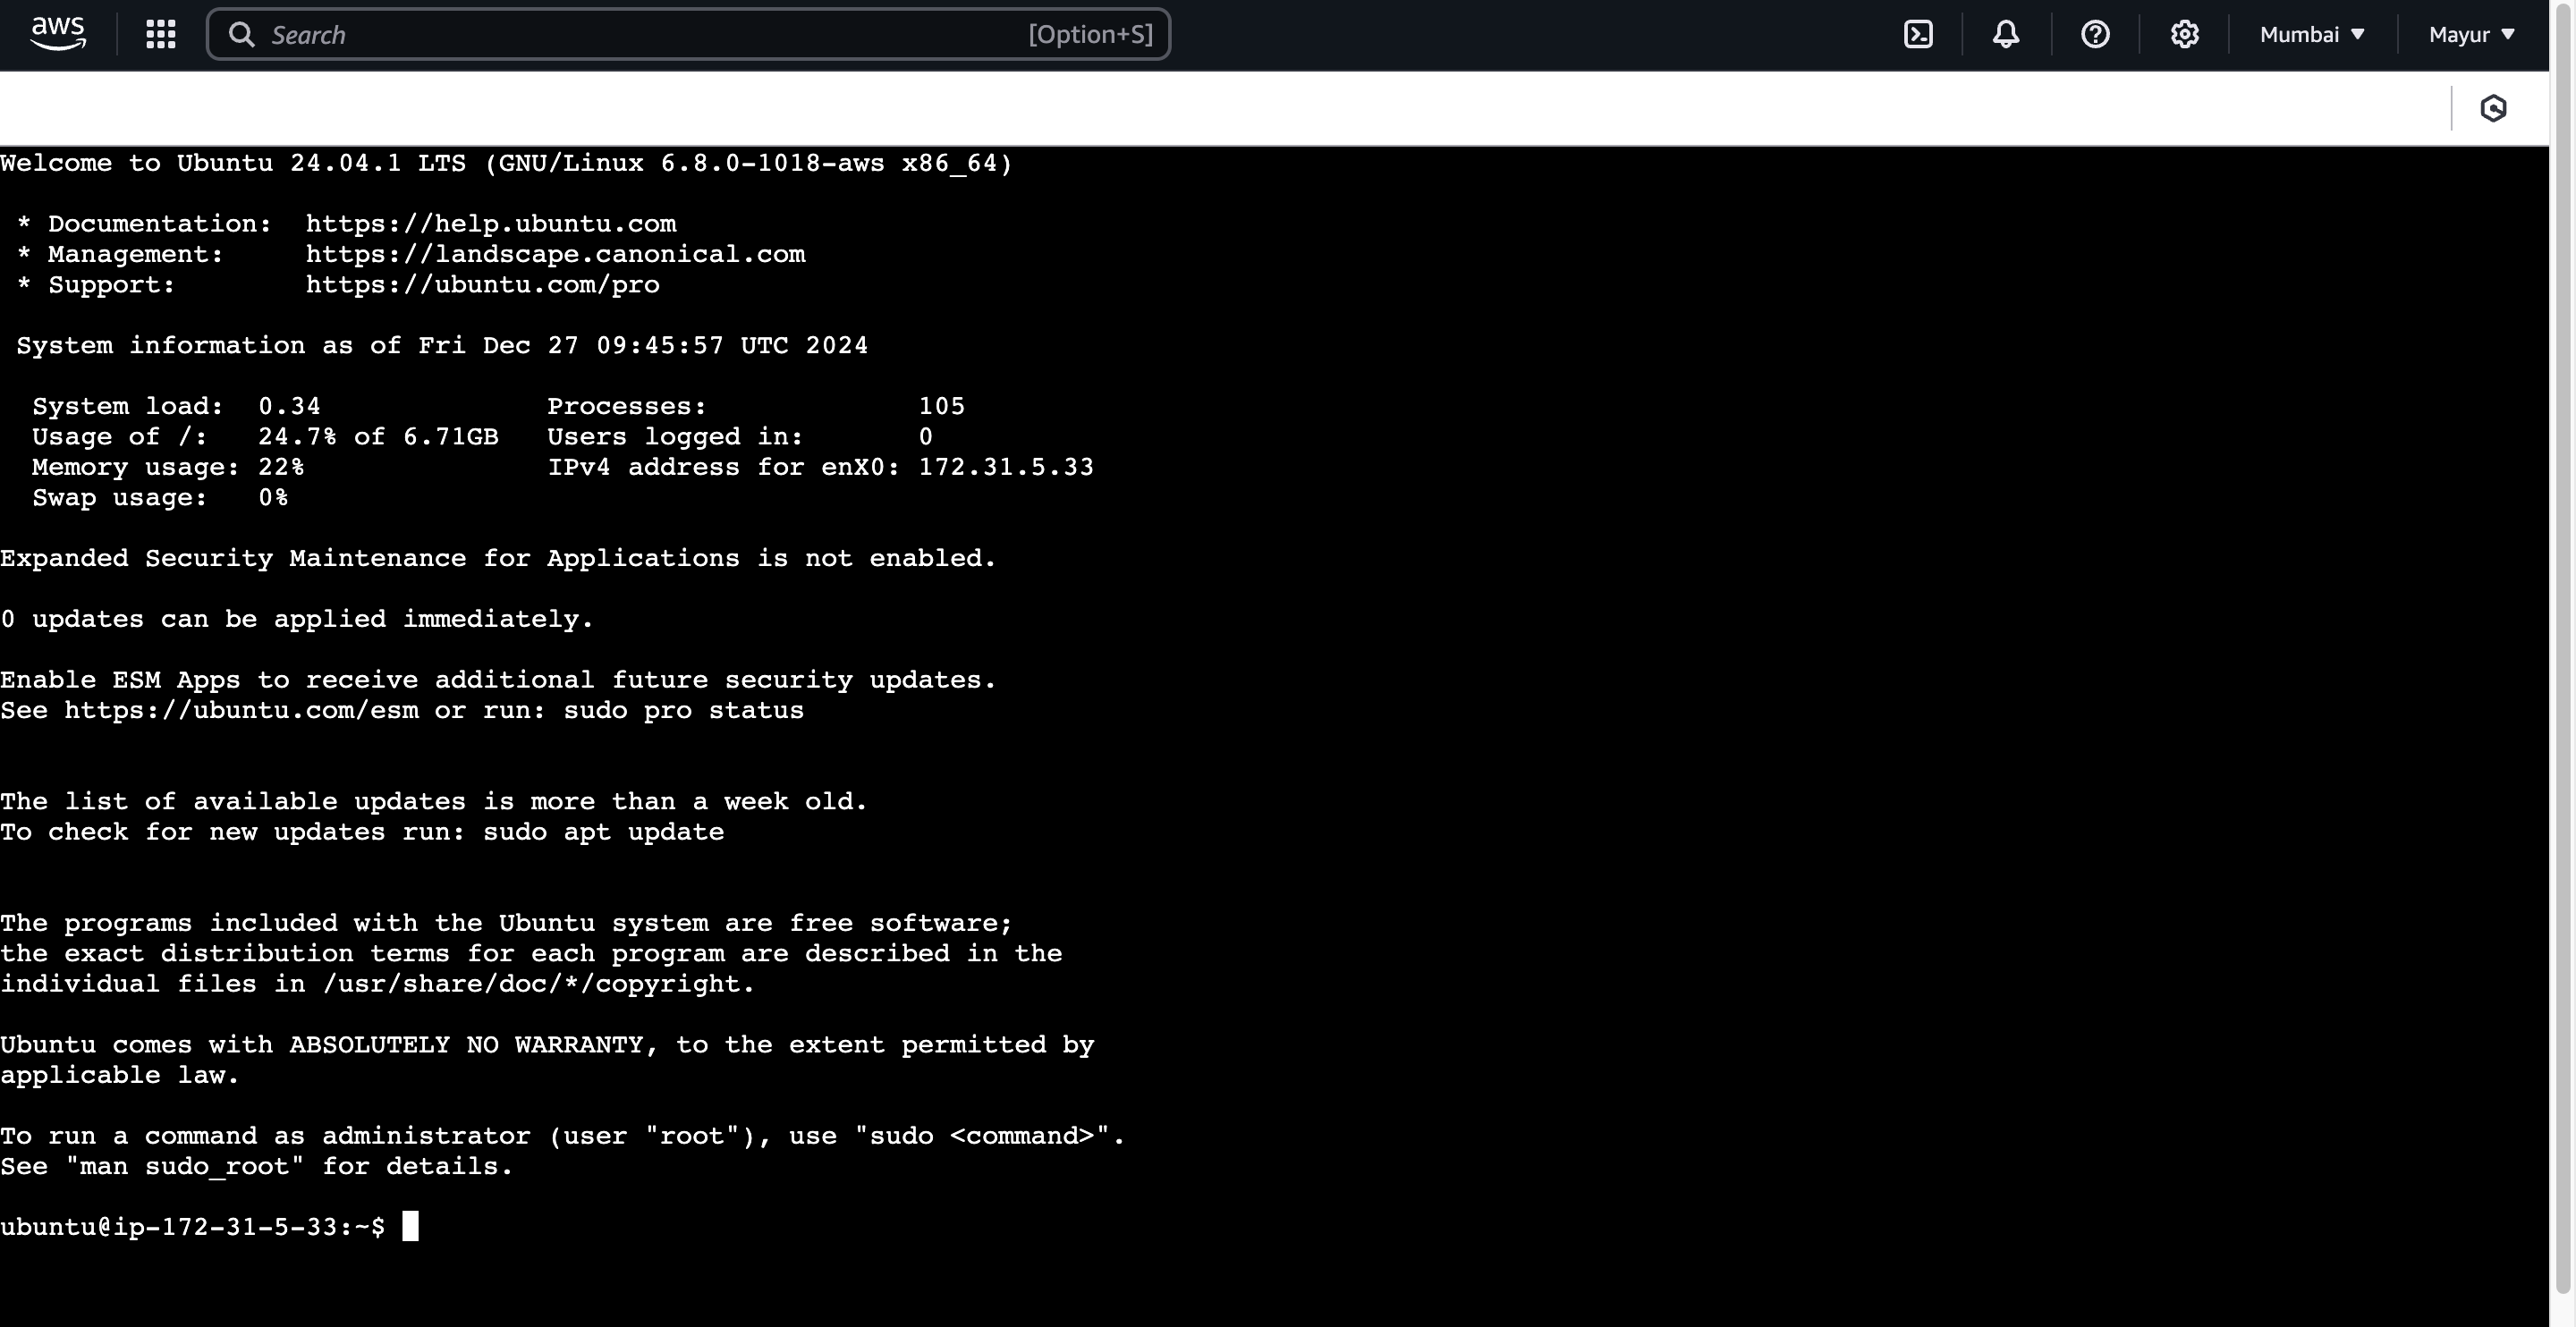 aws
Search [Option+S]
Mumbai
Mayur
Welcome to Ubuntu 24.04.1 LTS (GNU/Linux 6.8.0-1018-aws x86_64)
* Documentation: https://help.ubuntu.com
* Management: https://landscape.canonical.com
* Support: https://ubuntu.com/pro
System information as of Fri Dec 27 09:45:57 UTC 2024
System load: 0.34 Processes: 105
Usage of /: 24.7% of 6.71GB Users logged in: 0
Memory usage: 22% IPv4 address for enX0: 172.31.5.33
Swap usage: 0%
Expanded Security Maintenance for Applications is not enabled.
0 updates can be applied immediately.
Enable ESM Apps to receive additional future security updates.
See https://ubuntu.com/esm or run: sudo pro status
The list of available updates is more than a week old.
To check for new updates run: sudo apt update
The programs included with the Ubuntu system are free software;
the exact distribution terms for each program are described in the
individual files in /usr/share/doc/*/copyright.
Ubuntu comes with ABSOLUTELY NO WARRANTY, to the extent permitted by
applicable law.
To run a command as administrator (user "root"), use "sudo <command>".
See "man sudo_root" for details.
ubuntu@ip-172-31-5-33:~$